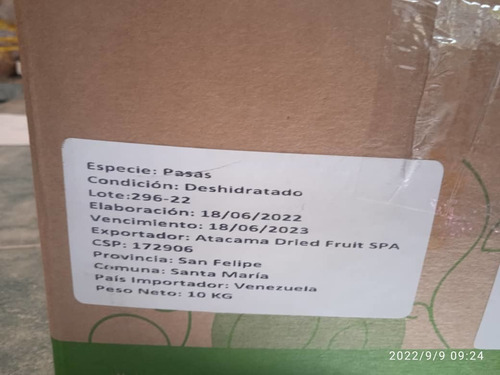 Especie: Pasas
Condición: Deshidratado
Lote:296-22
Elaboración: 18/06/2022
Vencimiento: 18/06/2023
Exportador: Atacama Dried Fruit SPA
CSP: 172906
Provincia: San Felipe
Comuna: Santa María
País Importador: Venezuela
Peso Neto: 10 KG
2022/9/9 09:24